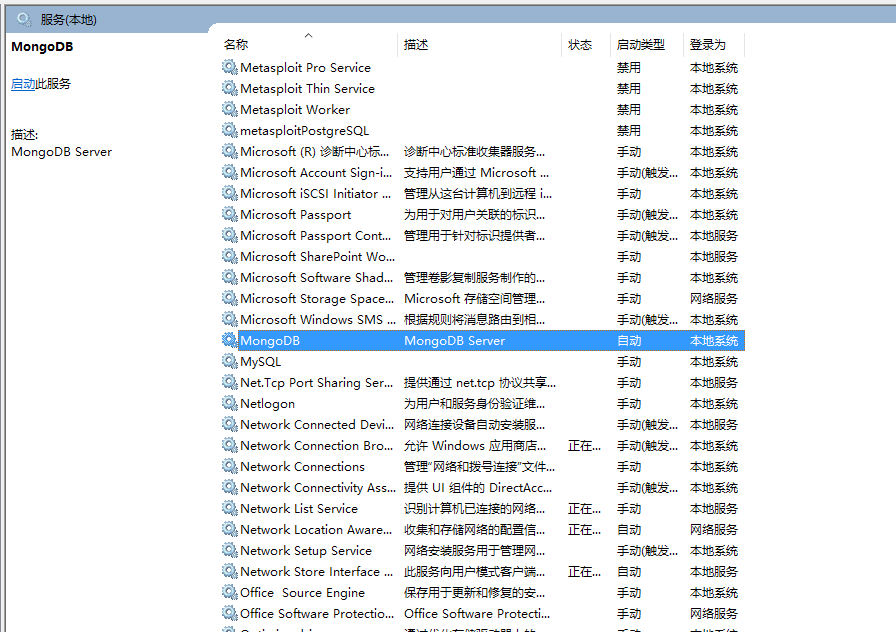 服务(本地)
MongoDB
启动此服务
描述:
MongoDB Server
名称 描述 状态 启动类型 登录为
Metasploit Pro Service 禁用 本地系统
Metasploit Thin Service 禁用 本地系统
Metasploit Worker 禁用 本地系统
metasploitPostgreSQL 禁用 本地系统
Microsoft (R) 诊断中心标... 诊断中心标准收集器服务... 手动 本地系统
Microsoft Account Sign-i... 支持用户通过 Microsoft ... 手动(触发... 本地系统
Microsoft iSCSI Initiator ... 管理从这台计算机到远程 i... 手动 本地系统
Microsoft Passport 为用于对用户关联的标识... 手动(触发... 本地系统
Microsoft Passport Cont... 管理用于针对标识提供者... 手动(触发... 本地服务
Microsoft SharePoint Wo... 手动 本地服务
Microsoft Software Shad... 管理卷影复制服务制作的... 手动 本地系统
Microsoft Storage Space... Microsoft 存储空间管理... 手动 网络服务
Microsoft Windows SMS ... 根据规则将消息路由到相... 手动(触发... 本地系统
MongoDB MongoDB Server 自动 本地系统
MySQL 手动 本地系统
Net.Tcp Port Sharing Ser... 提供通过 net.tcp 协议共享... 手动 本地服务
Netlogon 为用户和服务身份验证维... 手动 本地系统
Network Connected Devi... 网络连接设备自动安装服... 手动(触发... 本地服务
Network Connection Bro... 允许 Windows 应用商店... 正在... 手动(触发... 本地系统
Network Connections 管理“网络和拨号连接”文件... 手动 本地系统
Network Connectivity Ass... 提供 UI 组件的 DirectAcc... 手动(触发... 本地系统
Network List Service 识别计算机已连接的网络... 正在... 手动 本地服务
Network Location Aware... 收集和存储网络的配置信... 正在... 自动 网络服务
Network Setup Service 网络安装服务用于管理网... 手动(触发... 本地系统
Network Store Interface ... 此服务向用户模式客户端... 正在... 自动 本地服务
Office  Source Engine 保存用于更新和修复的安... 手动 本地系统
Office Software Protectio... Office Software Protecti... 手动 网络服务